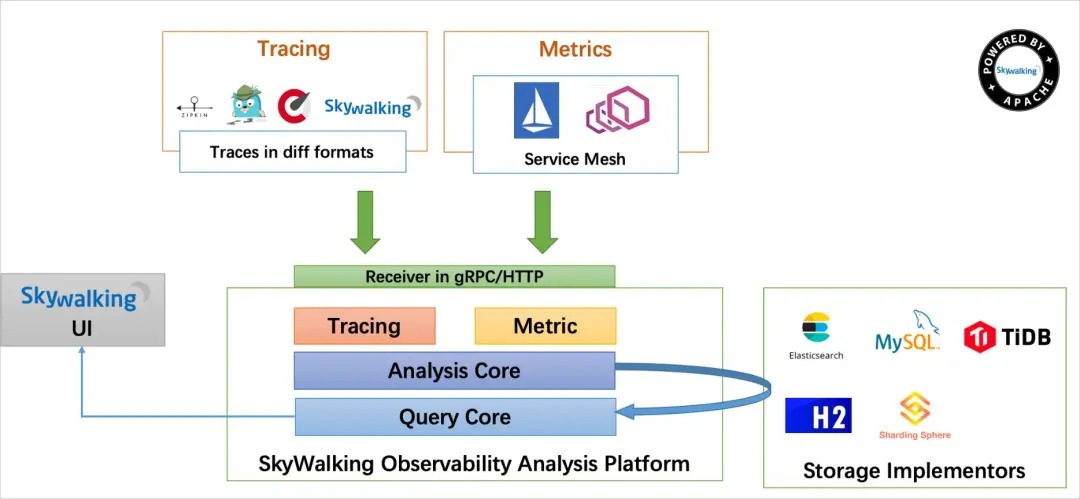 Tracing
Metrics
POWERED BY
Skywalking
APACHE
ZIPKIN
Skywalking
Traces in diff formats
Service Mesh
Receiver in gRPC/HTTP
Skywalking
UI
Tracing
Metric
Analysis Core
Query Core
SkyWalking Observability Analysis Platform
Elasticsearch
MySQL
TiDB
H2
Sharding Sphere
Storage Implementors